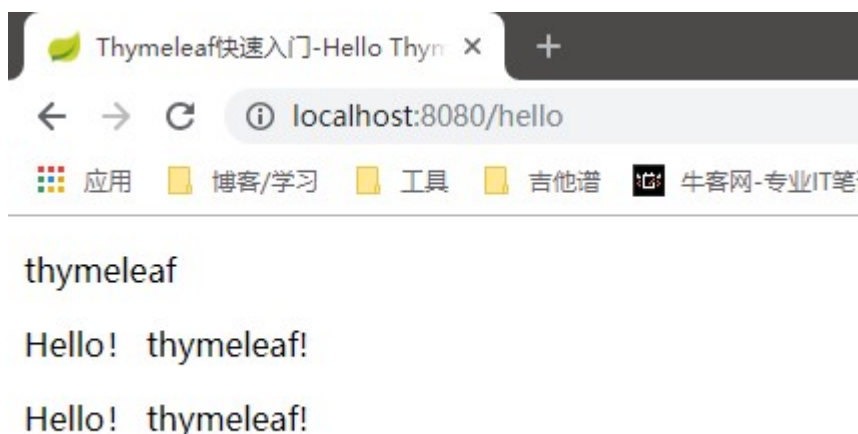 Thymeleaf快速入门-Hello Thym
localhost:8080/hello
应用 博客/学习 工具 吉他谱 牛客网-专业IT笔
thymeleaf
Hello! thymeleaf!
Hello! thymeleaf!